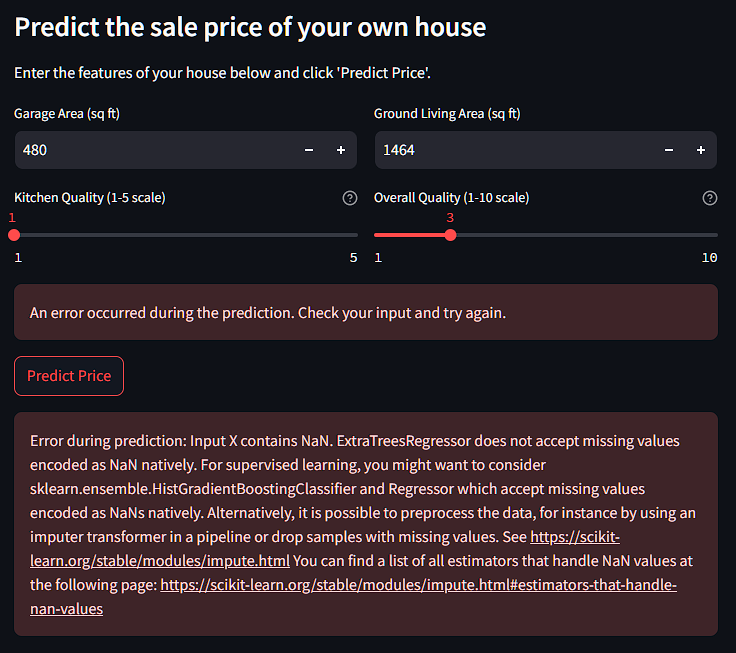 Predict the sale price of your own house
Enter the features of your house below and click 'Predict Price'.
Garage Area (sq ft)
Ground Living Area (sq ft)
480 − +
1464 − +
Kitchen Quality (1-5 scale) ?
Overall Quality (1-10 scale) ?
1
3
1 5
1 10
An error occurred during the prediction. Check your input and try again.
Predict Price
Error during prediction: Input X contains NaN. ExtraTreesRegressor does not accept missing values
encoded as NaN natively. For supervised learning, you might want to consider
sklearn.ensemble.HistGradientBoostingClassifier and Regressor which accept missing values
encoded as NaNs natively. Alternatively, it is possible to preprocess the data, for instance by using an
imputer transformer in a pipeline or drop samples with missing values. See https://scikit-
learn.org/stable/modules/impute.html You can find a list of all estimators that handle NaN values at
the following page: https://scikit-learn.org/stable/modules/impute.html#estimators-that-handle-
nan-values